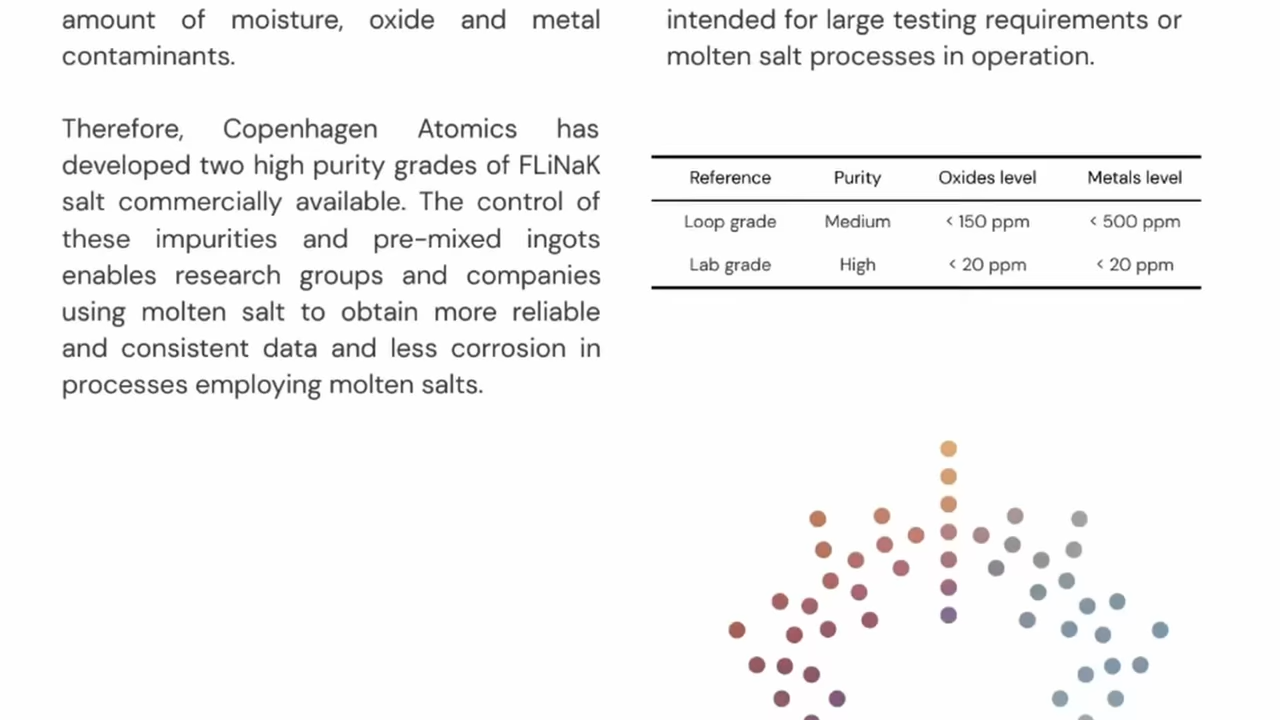 amount of moisture, oxide and metal
contaminants.
Therefore, Copenhagen Atomics has
developed two high purity grades of FLiNaK
salt commercially available. The control of
these impurities and pre-mixed ingots
enables research groups and companies
using molten salt to obtain more reliable
and consistent data and less corrosion in
processes employing molten salts.
intended for large testing requirements or
molten salt processes in operation.
Reference Purity Oxides level Metals level
Loop grade Medium < 150 ppm < 500 ppm
Lab grade High < 20 ppm < 20 ppm